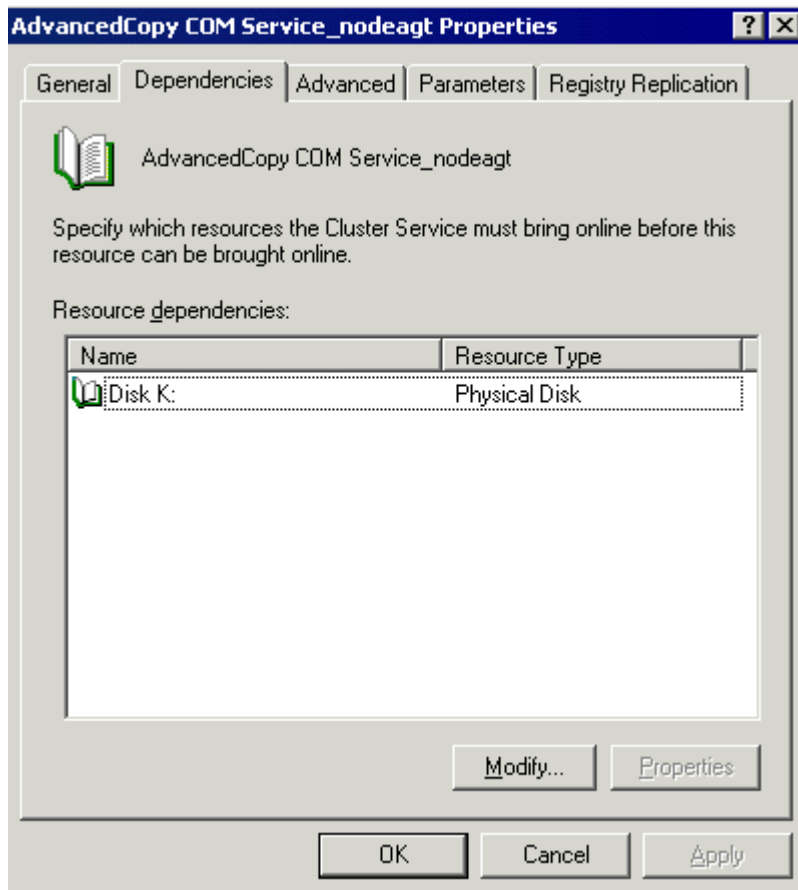 AdvancedCopy COM Service_nodeagt Properties
General Dependencies Advanced Parameters Registry Replication
AdvancedCopy COM Service_nodeagt
Specify which resources the Cluster Service must bring online before this
resource can be brought online.
Resource dependencies:
Name Resource Type
Disk K: Physical Disk
Modify... Properties
OK Cancel Apply